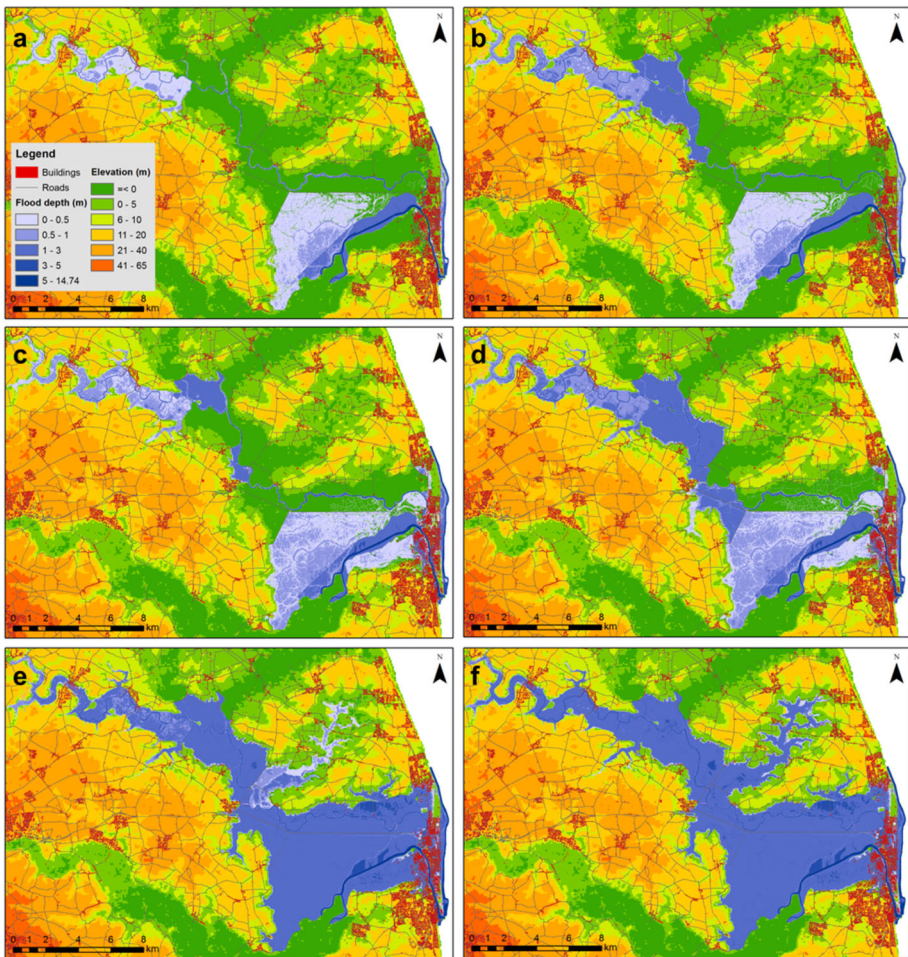 a
N
Legend
Buildings
Roads
Flood depth (m)
0 - 0.5
0.5 - 1
1 - 3
3 - 5
5 - 14.74
Elevation (m)
=< 0
0 - 5
6 - 10
11 - 20
21 - 40
41 - 65
0 1 2 4 6 8
km
b
N
0 1 2 4 6 8
km
c
N
0 1 2 4 6 8
km
d
N
0 1 2 4 6 8
km
e
N
0 1 2 4 6 8
km
f
N
0 1 2 4 6 8
km